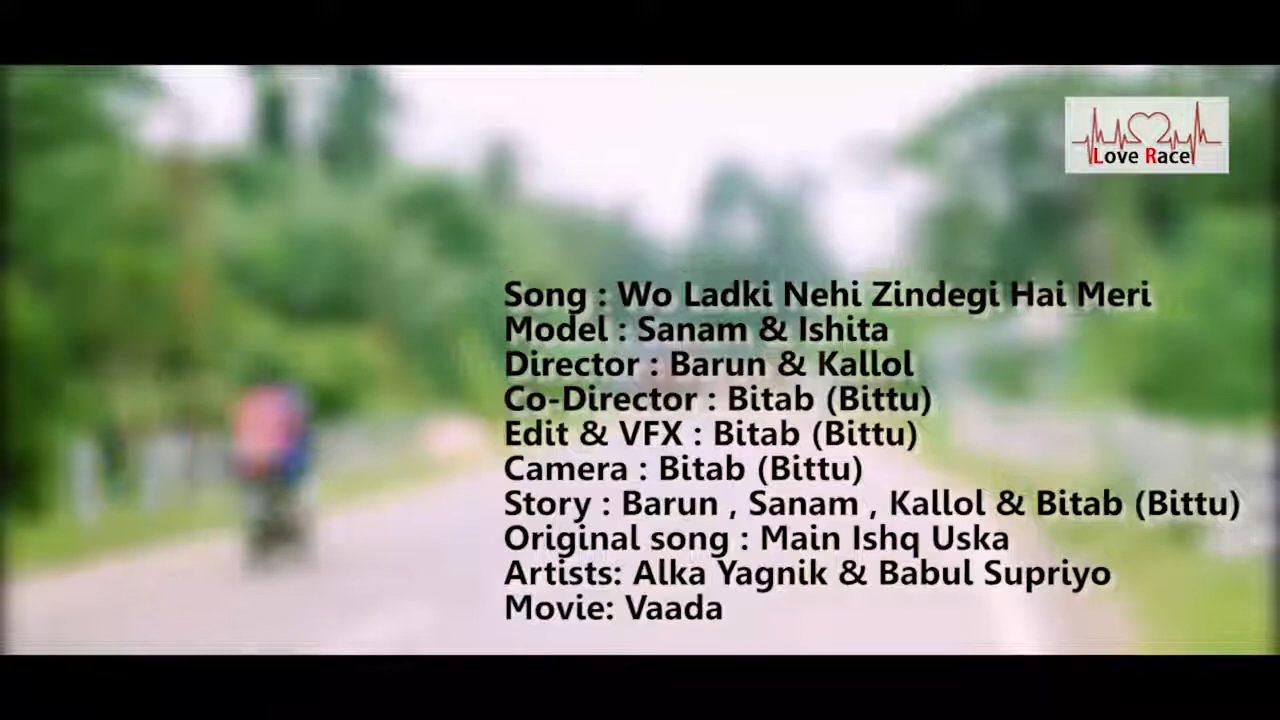 Love Race
Song : Wo Ladki Nehi Zindegi Hai Meri
Model : Sanam & Ishita
Director : Barun & Kallol
Co-Director : Bitab (Bittu)
Edit & VFX : Bitab (Bittu)
Camera : Bitab (Bittu)
Story : Barun , Sanam , Kallol & Bitab (Bittu)
Original song : Main Ishq Uska
Artists: Alka Yagnik & Babul Supriyo
Movie: Vaada